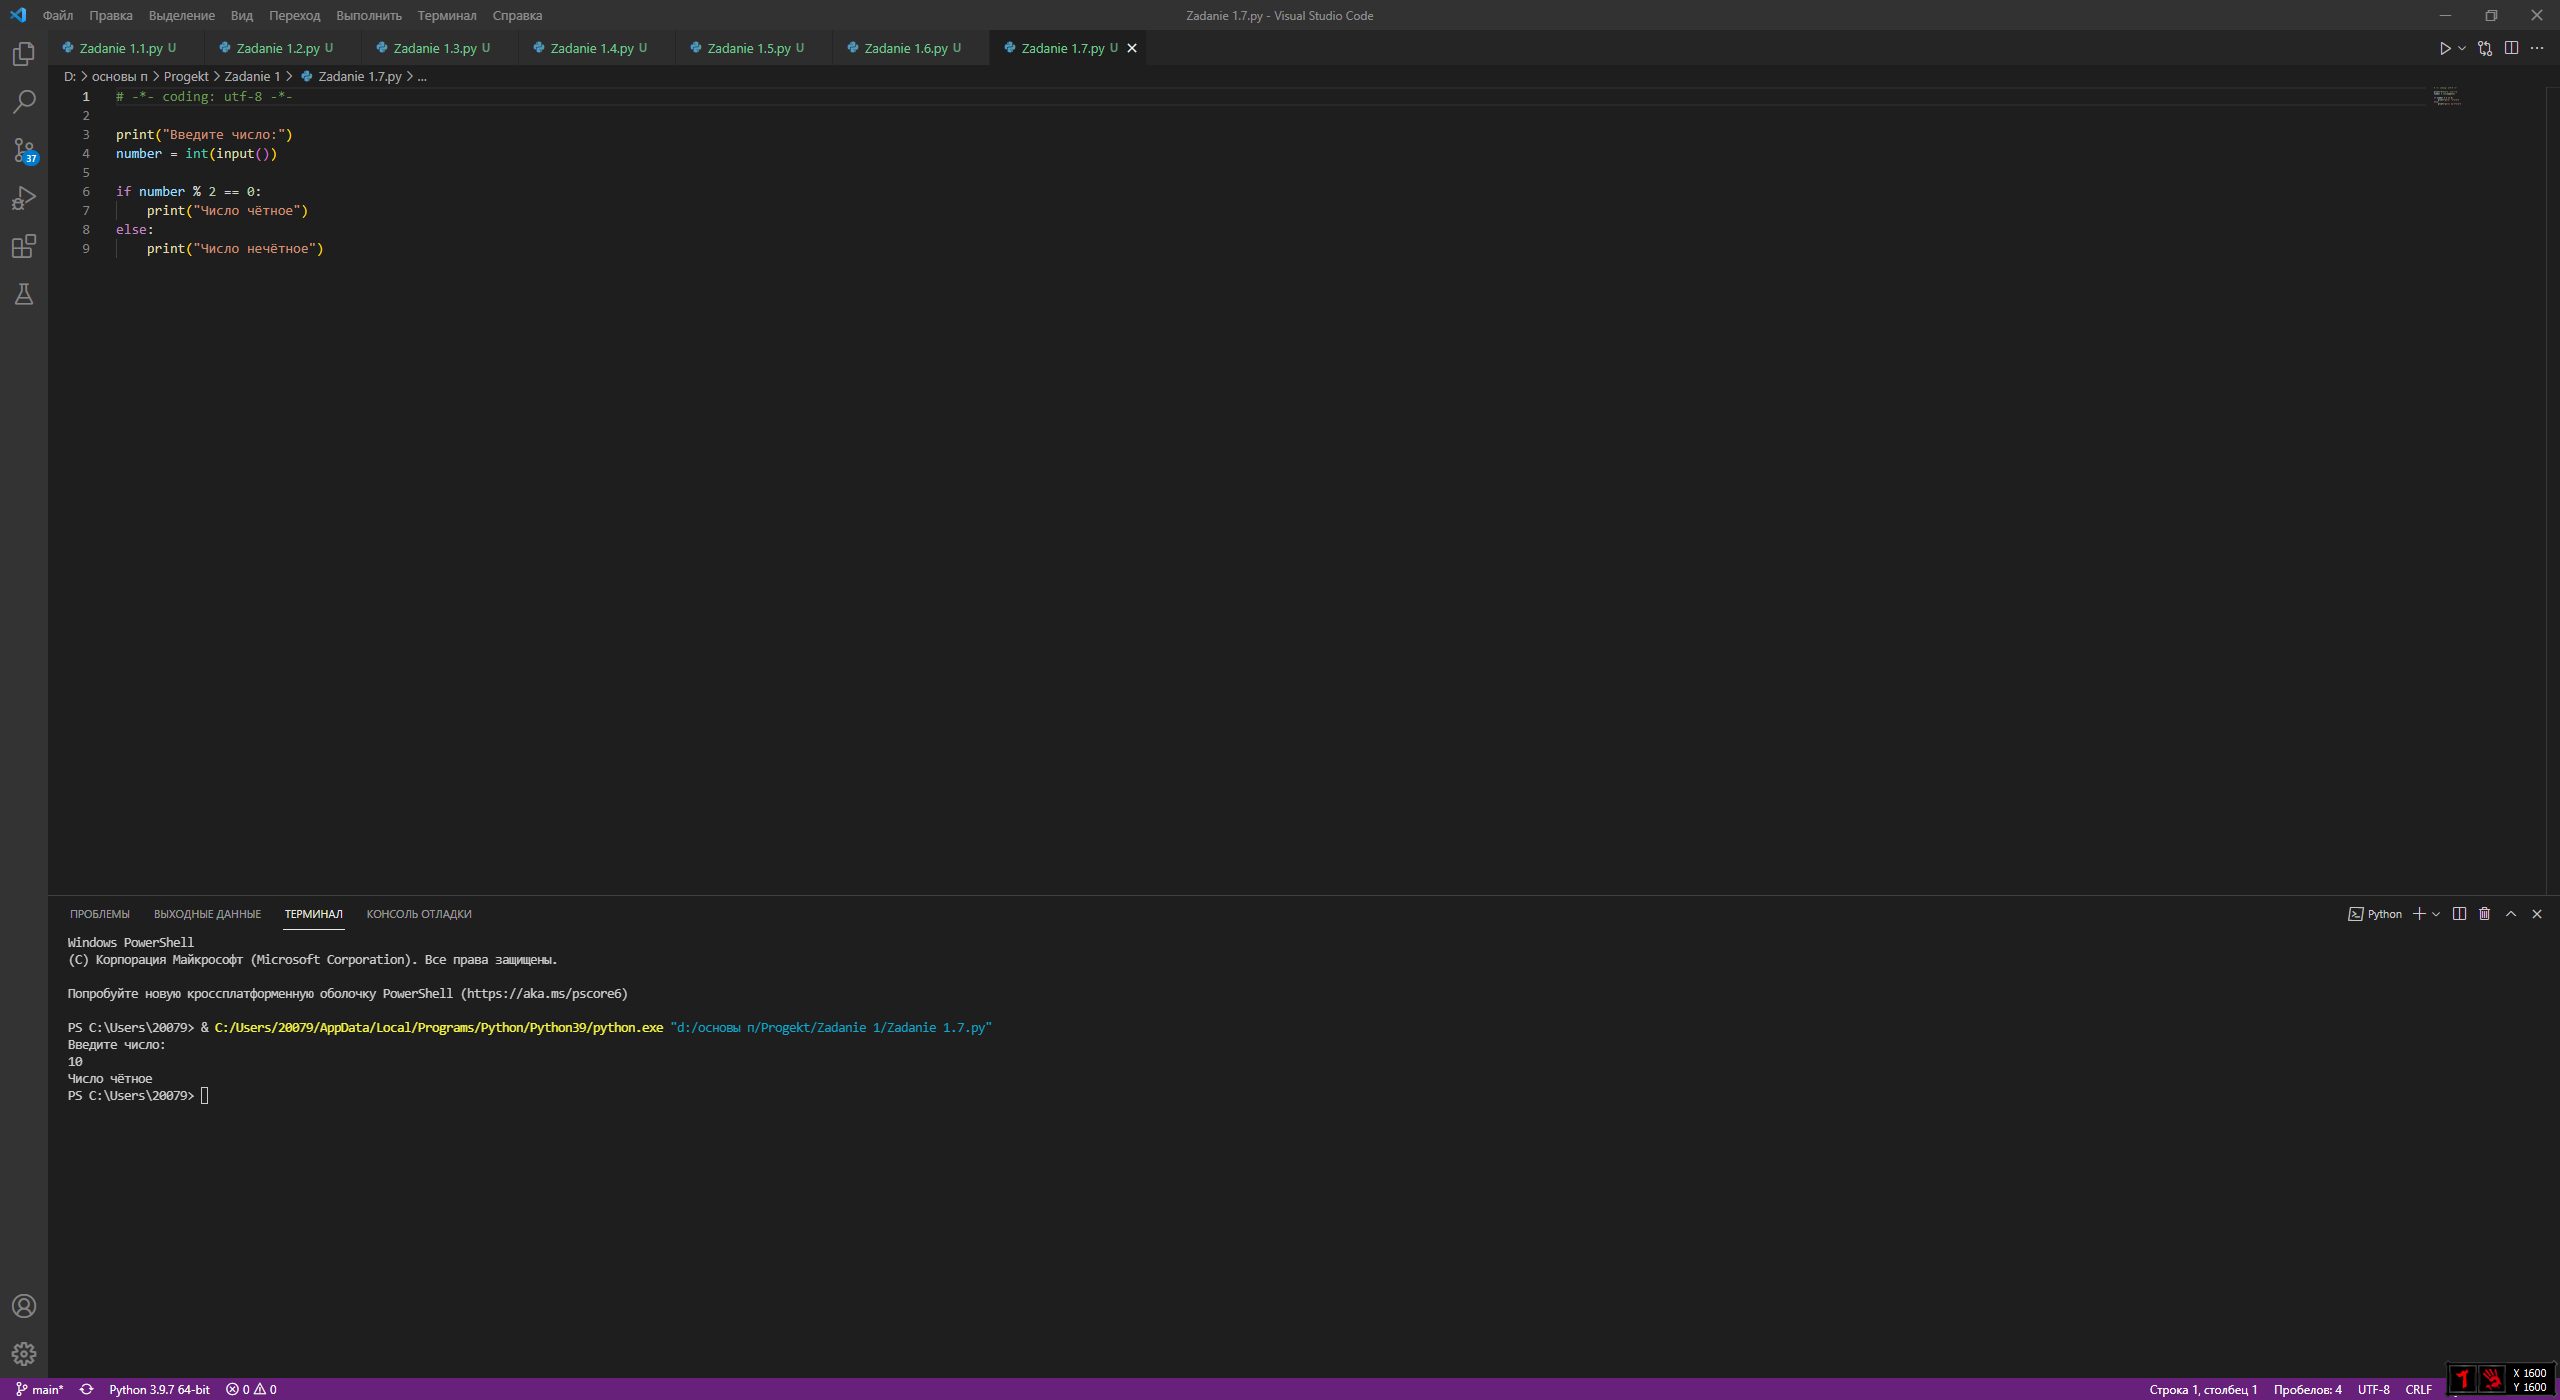 Файл Правка Выделение Вид Переход Выполнить Терминал Справка
Zadanie 1.7.py - Visual Studio Code
Zadanie 1.1.py U Zadanie 1.2.py U Zadanie 1.3.py U Zadanie 1.4.py U Zadanie 1.5.py U Zadanie 1.6.py U Zadanie 1.7.py U
D: > основы п > Progekt > Zadanie 1 > Zadanie 1.7.py > ...
1 # -*- coding: utf-8 -*-
2
3 print("Введите число:")
4 number = int(input())
5
6 if number % 2 == 0:
7 print("Число чётное")
8 else:
9 print("Число нечётное")
37
ПРОБЛЕМЫ ВЫХОДНЫЕ ДАННЫЕ ТЕРМИНАЛ КОНСОЛЬ ОТЛАДКИ
Python
Windows PowerShell
(C) Корпорация Майкрософт (Microsoft Corporation). Все права защищены.
Попробуйте новую кроссплатформенную оболочку PowerShell (https://aka.ms/pscore6)
PS C:\Users\20079> & C:/Users/20079/AppData/Local/Programs/Python/Python39/python.exe "d:/основы п/Progekt/Zadanie 1/Zadanie 1.7.py"
Введите число:
10
Число чётное
PS C:\Users\20079>
main* Python 3.9.7 64-bit 0 0
Строка 1, столбец 1 Пробелов: 4 UTF-8 CRLF
X 1600
Y 1600